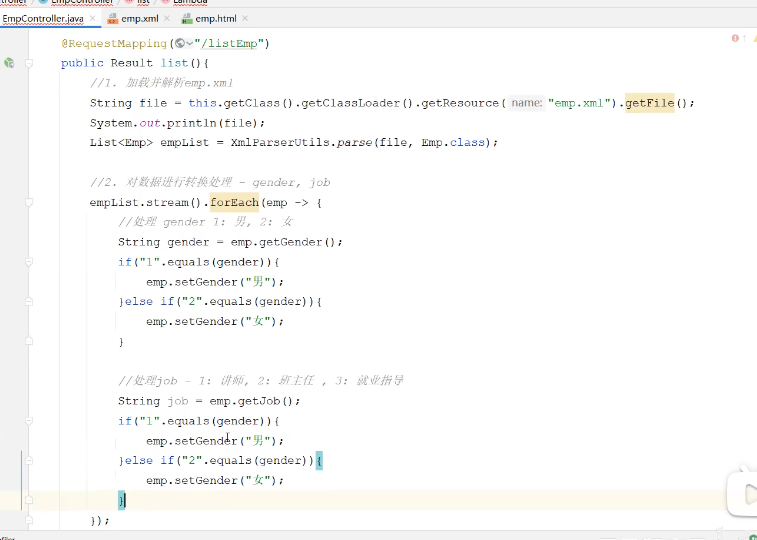 EmpController.java × emp.xml × emp.html ×
@RequestMapping("/listEmp")
public Result list(){
//1. 加载并解析emp.xml
String file = this.getClass().getClassLoader().getResource( name: "emp.xml").getFile();
System.out.println(file);
List<Emp> empList = XmlParserUtils.parse(file, Emp.class);
//2. 对数据进行转换处理 - gender, job
empList.stream().forEach(emp -> {
//处理 gender 1: 男, 2: 女
String gender = emp.getGender();
if("1".equals(gender)){
emp.setGender("男");
}else if("2".equals(gender)){
emp.setGender("女");
}
//处理job - 1: 讲师, 2: 班主任 , 3: 就业指导
String job = emp.getJob();
if("1".equals(gender)){
emp.setGender("男");
}else if("2".equals(gender)){
emp.setGender("女");
}
});